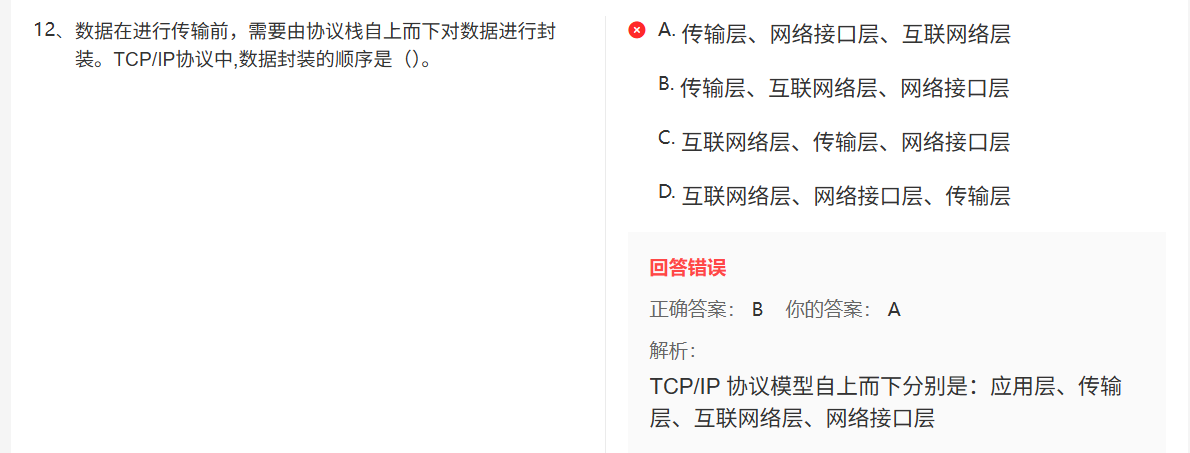 12、数据在进行传输前，需要由协议栈自上而下对数据进行封
装。TCP/IP协议中,数据封装的顺序是（）。
A. 传输层、网络接口层、互联网络层
B. 传输层、互联网络层、网络接口层
C. 互联网络层、传输层、网络接口层
D. 互联网络层、网络接口层、传输层
回答错误
正确答案： B 你的答案： A
解析：
TCP/IP 协议模型自上而下分别是：应用层、传输
层、互联网络层、网络接口层